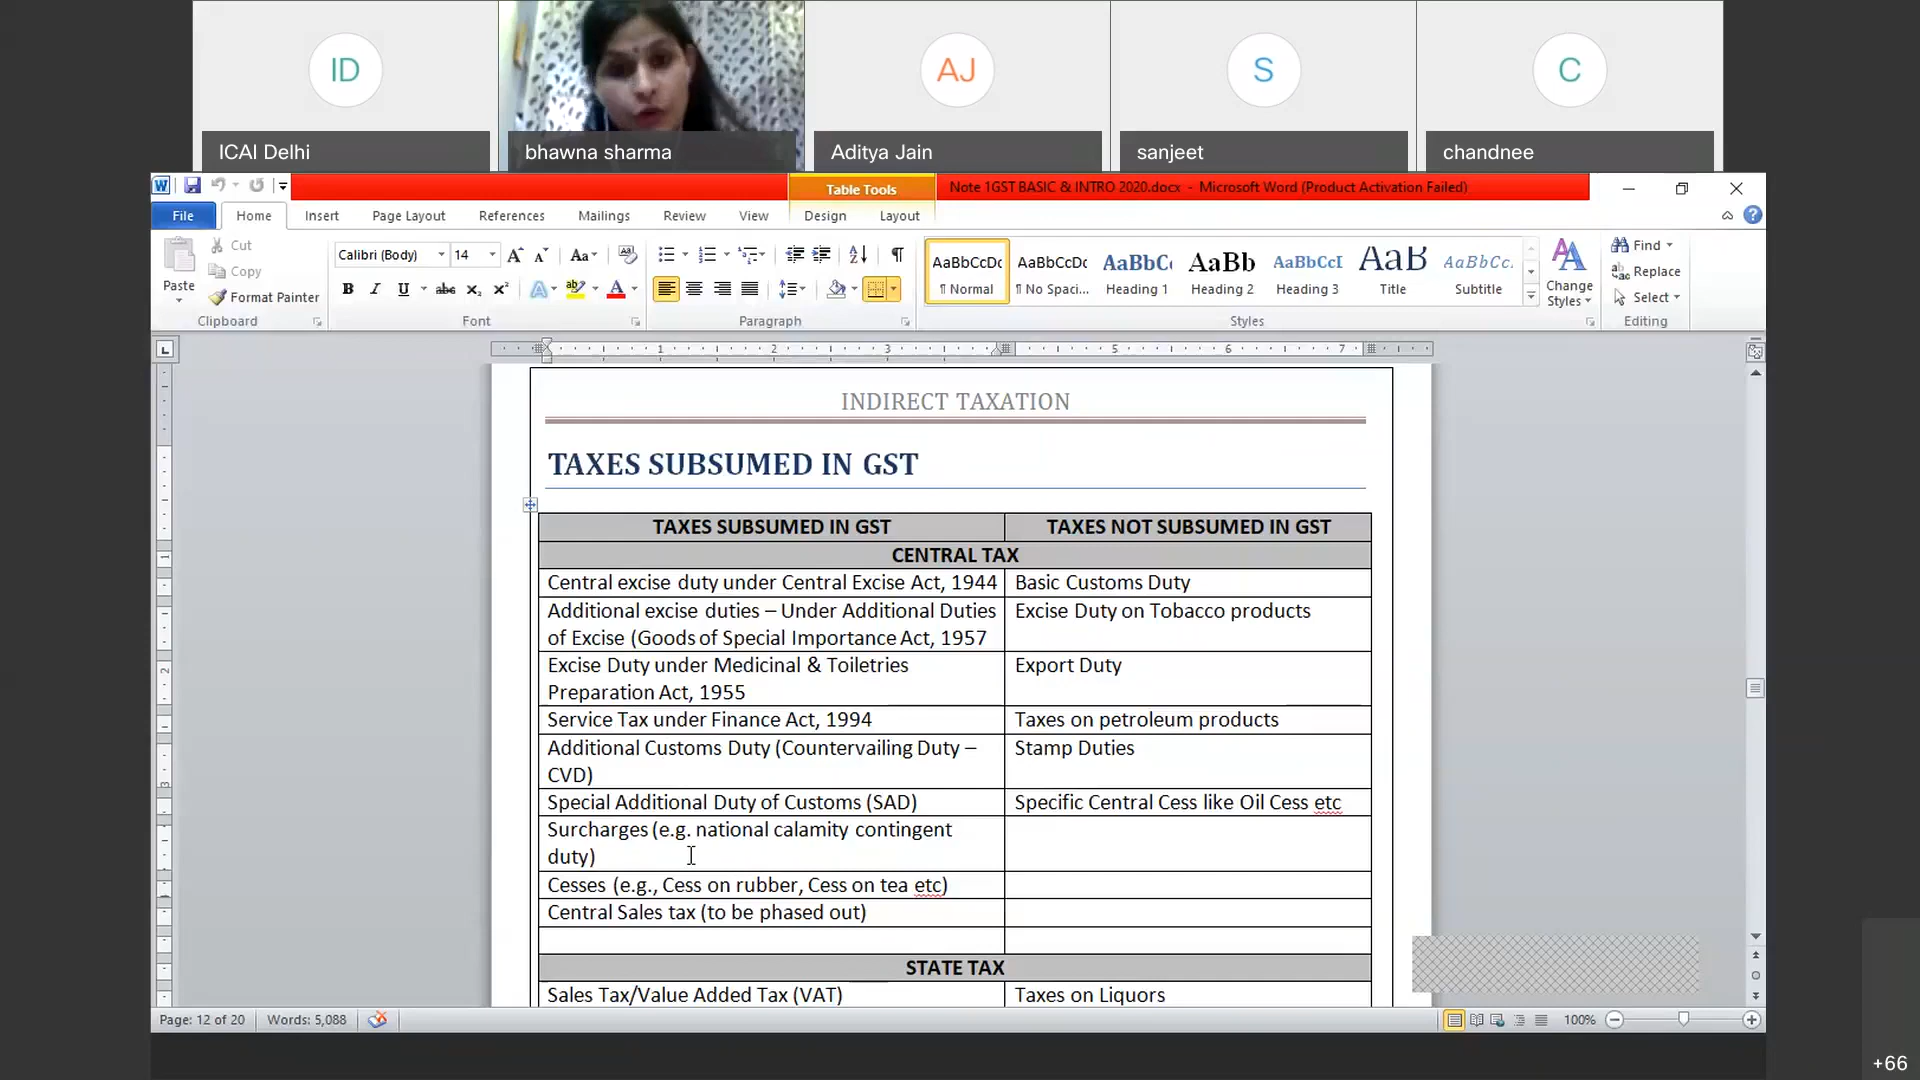 ID
AJ
S
C
ICAI Delhi
bhawna sharma
Aditya Jain
sanjeet
chandnee
Table Tools
Note 1GST BASIC & INTRO 2020.docx - Microsoft Word (Product Activation Failed)
File
Home
Insert
Page Layout
References
Mailings
Review
View
Design
Layout
Paste
Cut
Copy
Format Painter
Clipboard
Calibri (Body)
14
Font
Paragraph
AaBbCcDc
¶ Normal
AaBbCcDc
¶ No Spaci...
AaBbC
Heading 1
AaBb
Heading 2
AaBbCcI
Heading 3
AaB
Title
AaBbCc.
Subtitle
Styles
Change
Styles
Find
Replace
Select
Editing
1 2 3 5 6 7
INDIRECT TAXATION
TAXES SUBSUMED IN GST
TAXES SUBSUMED IN GST TAXES NOT SUBSUMED IN GST
CENTRAL TAX
Central excise duty under Central Excise Act, 1944 Basic Customs Duty
Additional excise duties – Under Additional Duties Excise Duty on Tobacco products
of Excise (Goods of Special Importance Act, 1957
Excise Duty under Medicinal & Toiletries Export Duty
Preparation Act, 1955
Service Tax under Finance Act, 1994 Taxes on petroleum products
Additional Customs Duty (Countervailing Duty – Stamp Duties
CVD)
Special Additional Duty of Customs (SAD) Specific Central Cess like Oil Cess etc
Surcharges (e.g. national calamity contingent
duty)
Cesses (e.g., Cess on rubber, Cess on tea etc)
Central Sales tax (to be phased out)
STATE TAX
Sales Tax/Value Added Tax (VAT) Taxes on Liquors
Page: 12 of 20
Words: 5,088
100%
+66